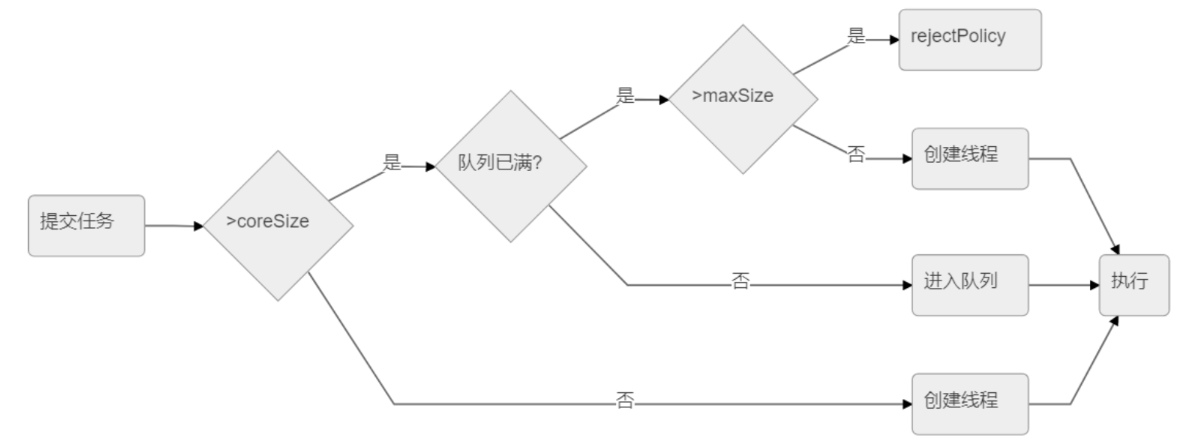 提交任务
>coreSize
是
队列已满?
是
>maxSize
是
rejectPolicy
否
创建线程
否
进入队列
执行
否
创建线程